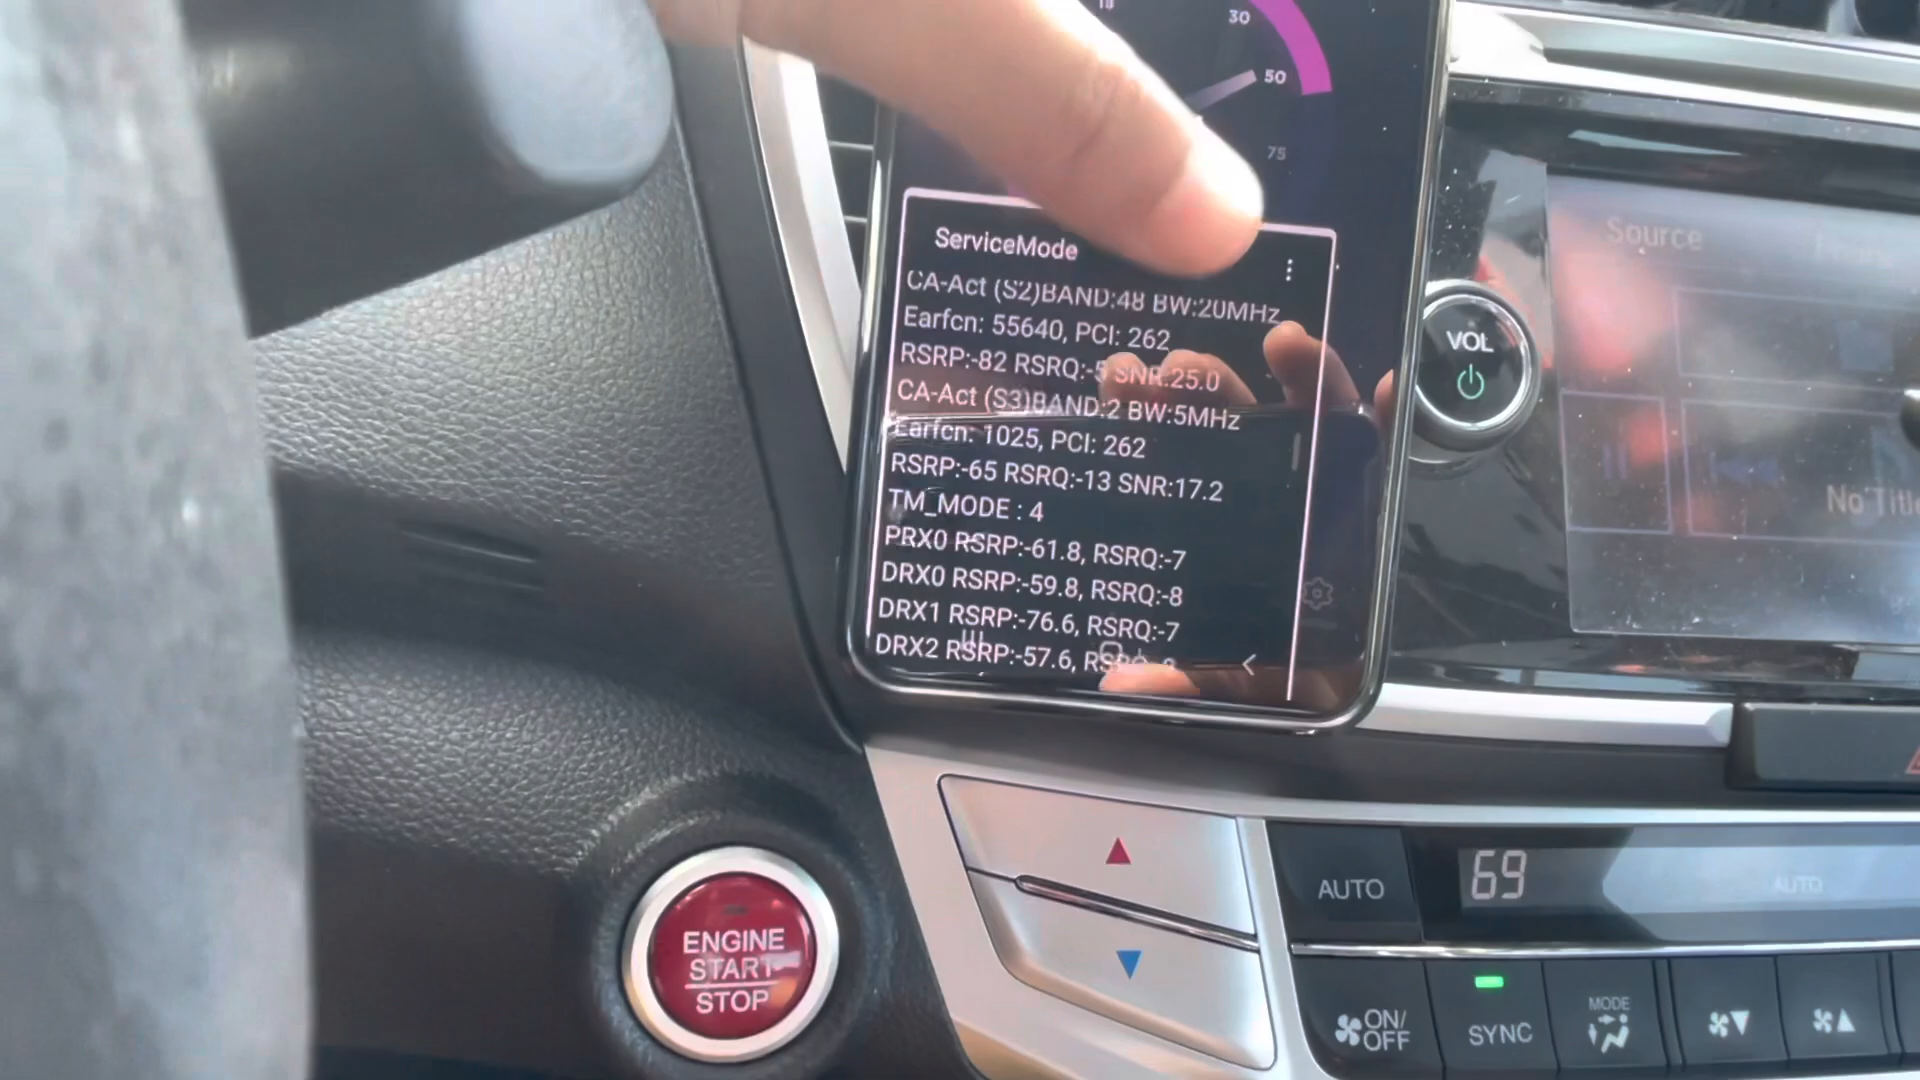 30
50
75
ServiceMode
CA-Act (S2)BAND:48 BW:20MHz
Earfcn: 55640, PCI: 262
RSRP:-82 RSRQ:-5 SNR:25.0
CA-Act (S3)BAND:2 BW:5MHz
Earfcn: 1025, PCI: 262
RSRP:-65 RSRQ:-13 SNR:17.2
TM_MODE : 4
PRX0 RSRP:-61.8, RSRQ:-7
DRX0 RSRP:-59.8, RSRQ:-8
DRX1 RSRP:-76.6, RSRQ:-7
DRX2 RSRP:-57.6,
VOL
Source
No Title
ENGINE
START
STOP
AUTO
69
AUTO
ON/
OFF
SYNC
MODE